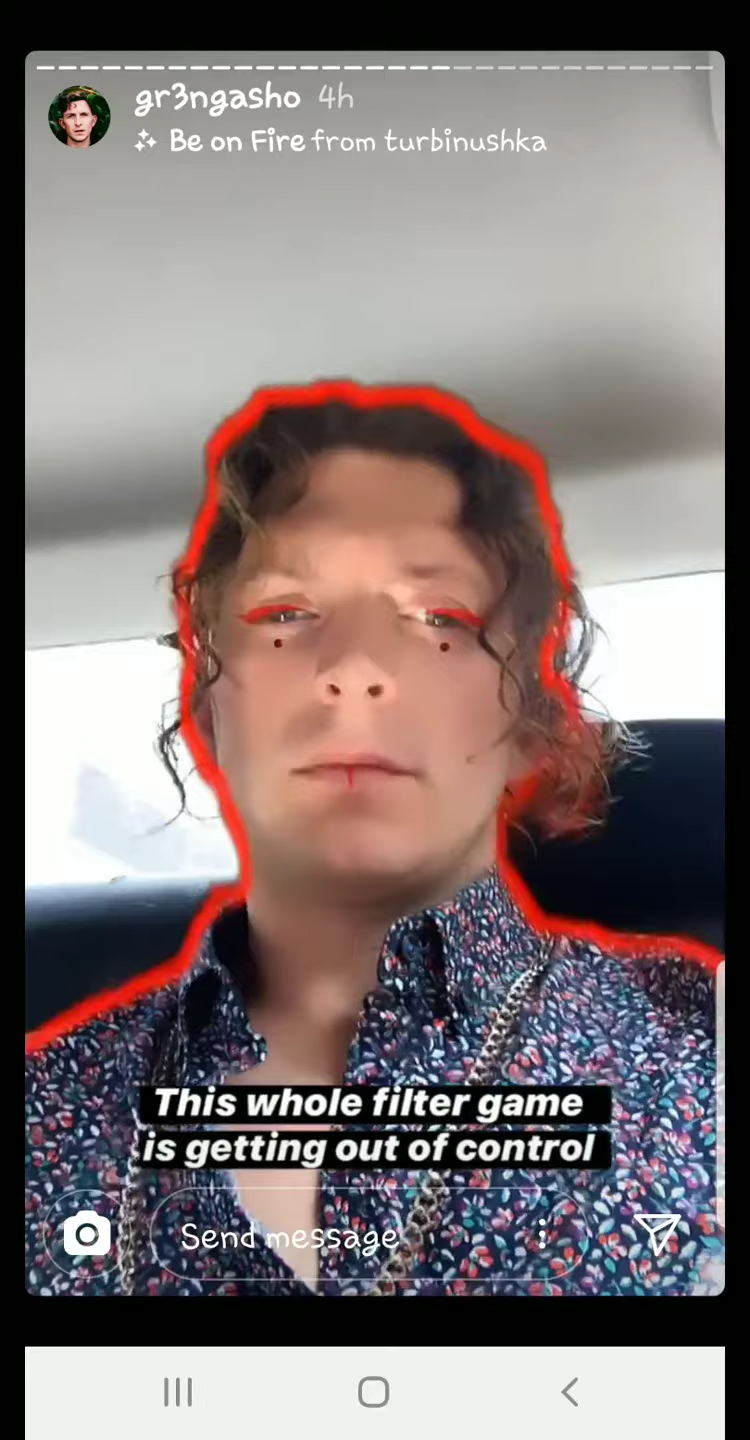 gr3ngasho 4h
Be on Fire from turbinushka
This whole filter game
is getting out of control
Send message